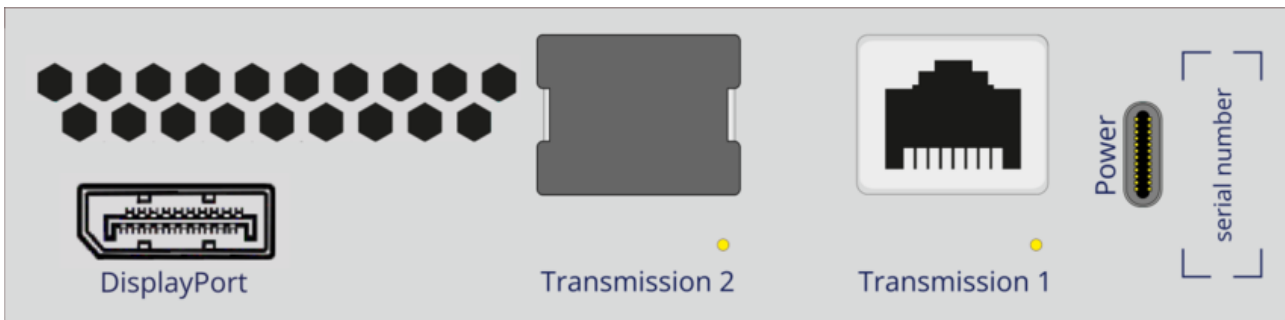 DisplayPort
Transmission 2
Transmission 1
Power
serial number